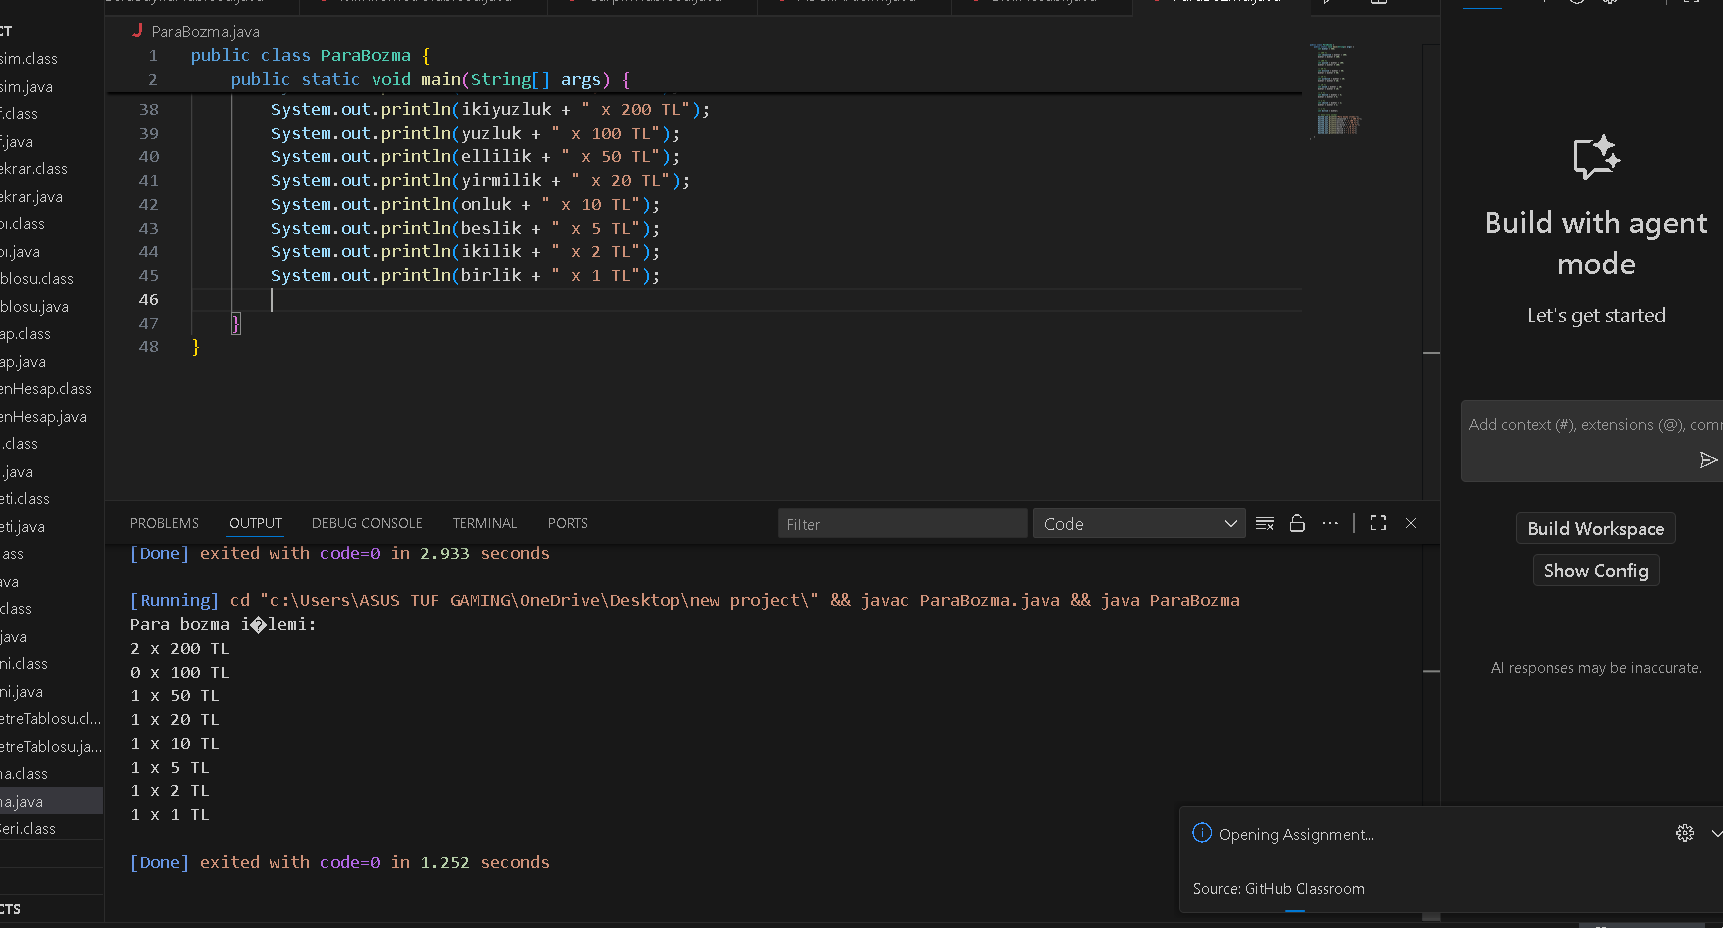 ParaBozma.java
1 public class ParaBozma {
2 public static void main(String[] args) {
38 System.out.println(ikiyuzluk + " x 200 TL");
39 System.out.println(yuzluk + " x 100 TL");
40 System.out.println(ellilik + " x 50 TL");
41 System.out.println(yirmilik + " x 20 TL");
42 System.out.println(onluk + " x 10 TL");
43 System.out.println(beslik + " x 5 TL");
44 System.out.println(ikilik + " x 2 TL");
45 System.out.println(birlik + " x 1 TL");
46
47 }
48 }
CT
sim.class
sim.java
f.class
f.java
ekrar.class
ekrar.java
oı.class
oı.java
blosu.class
blosu.java
ap.class
ap.java
enHesap.class
enHesap.java
.class
.java
eti.class
eti.java
ass
ava
class
java
ni.class
ni.java
etreTablosu.cl...
etreTablosu.ja...
na.class
na.java
Seri.class
CTS
PROBLEMS OUTPUT DEBUG CONSOLE TERMINAL PORTS
Filter
Code
[Done] exited with code=0 in 2.933 seconds
[Running] cd "c:\Users\ASUS TUF GAMING\OneDrive\Desktop\new project\" && javac ParaBozma.java && java ParaBozma
Para bozma i�lemi:
2 x 200 TL
0 x 100 TL
1 x 50 TL
1 x 20 TL
1 x 10 TL
1 x 5 TL
1 x 2 TL
1 x 1 TL
[Done] exited with code=0 in 1.252 seconds
Build with agent
mode
Let's get started
Add context (#), extensions (@), com
Build Workspace
Show Config
AI responses may be inaccurate.
Opening Assignment...
Source: GitHub Classroom